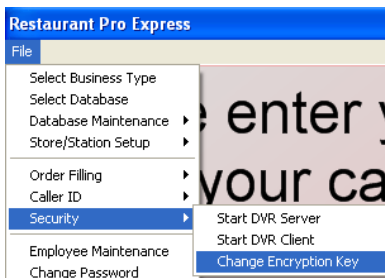 Restaurant Pro Express
File
Select Business Type
Select Database
Database Maintenance
Store/Station Setup
enter
Order Filling
Caller ID
your ca
Security
Start DVR Server
Start DVR Client
Change Encryption Key
Employee Maintenance
Change Password